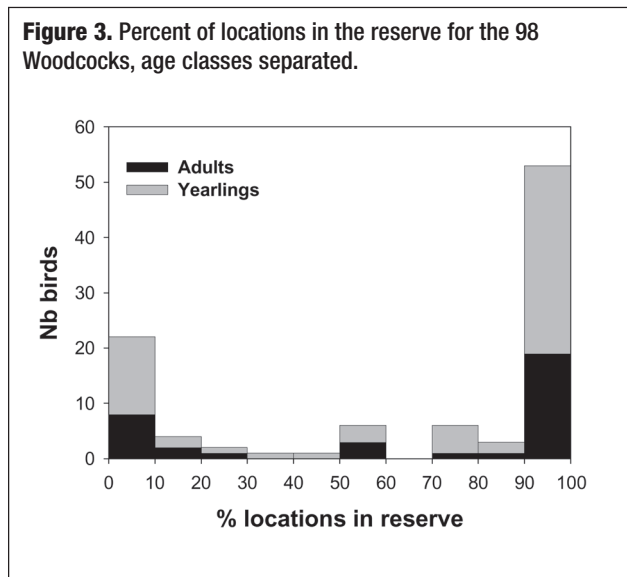 Figure 3. Percent of locations in the reserve for the 98
Woodcocks, age classes separated.
60
50
40
30
20
10
0
Nb birds
Adults
Yearlings
0 10 20 30 40 50 60 70 80 90 100
% locations in reserve